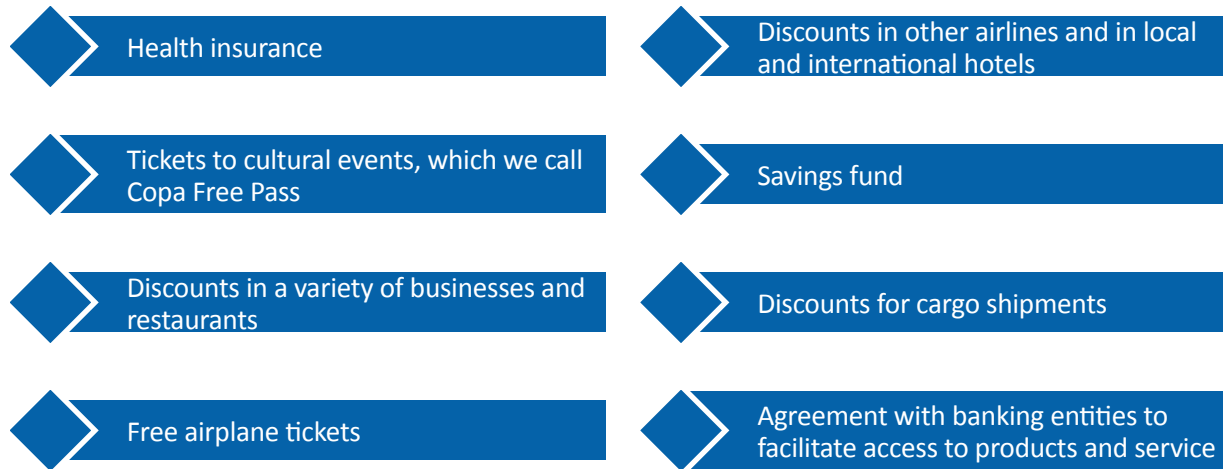 Health insurance
Tickets to cultural events, which we call
Copa Free Pass
Discounts in a variety of businesses and
restaurants
Free airplane tickets
Discounts in other airlines and in local
and international hotels
Savings fund
Discounts for cargo shipments
Agreement with banking entities to
facilitate access to products and service